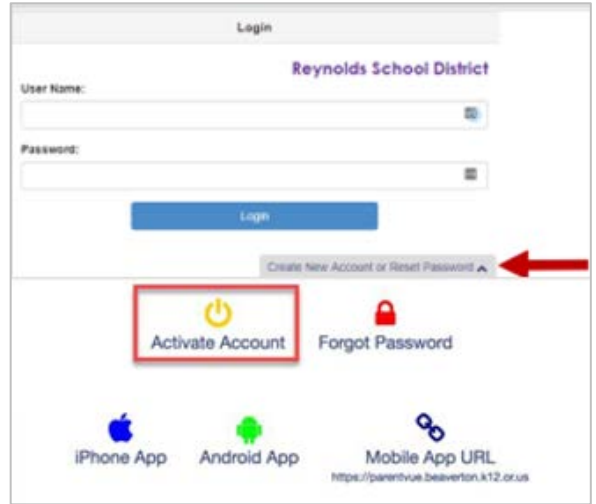 Login
Reynolds School District
User Name:
Password:
Login
Create New Account or Reset Password
Activate Account
Forgot Password
iPhone App
Android App
Mobile App URL
https://parentvue.beaverton.k12.or.us